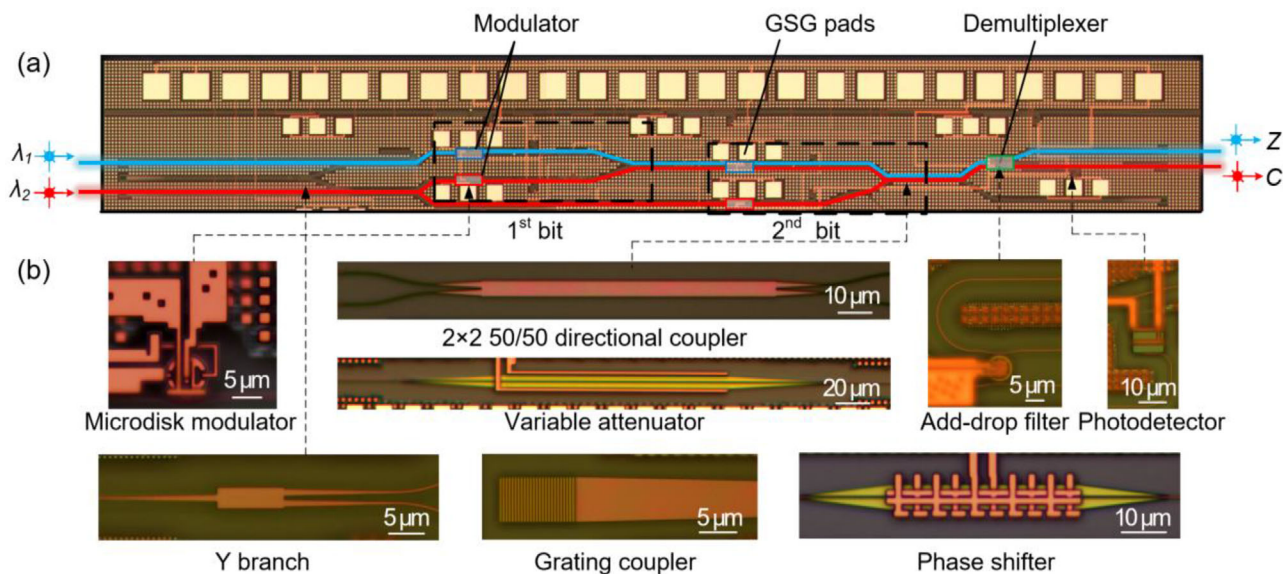 Modulator
GSG pads
Demultiplexer
(a)
λ1
λ2
Z
C
1st bit
2nd bit
(b)
5 μm
Microdisk modulator
10 μm
2×2 50/50 directional coupler
20 μm
Variable attenuator
5 μm
Add-drop filter
10 μm
Photodetector
5 μm
Y branch
5 μm
Grating coupler
10 μm
Phase shifter